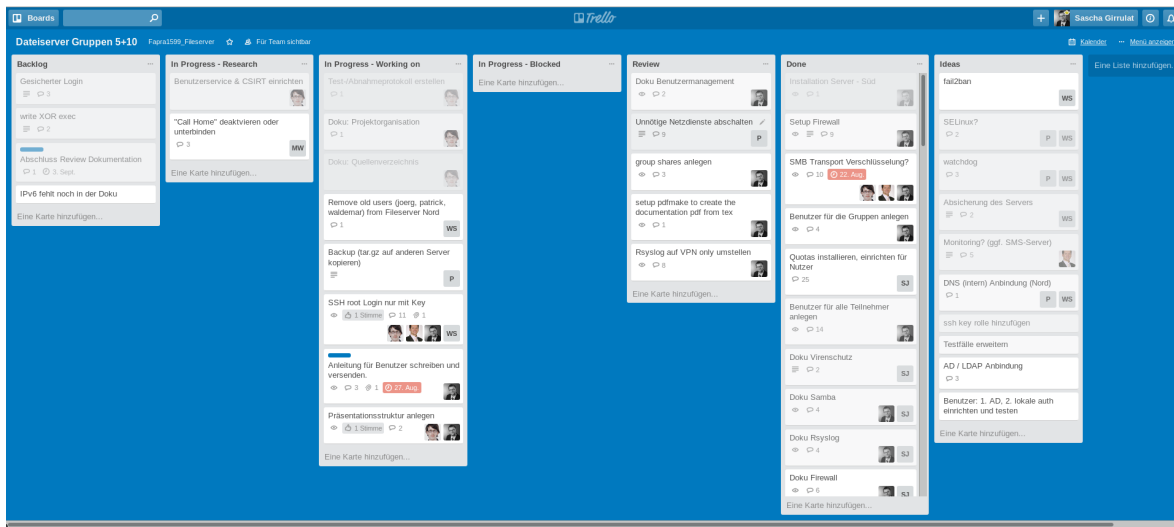 Boards
Trello
Sascha Girrulat
Dateiserver Gruppen 5+10
Fapra1599_Fileserver
Für Team sichtbar
Kalender
Menü anzeigen
Backlog
Gesicherter Login
3
write XOR exec
2
Abschluss Review Dokumentation
1 3. Sept.
IPv6 fehlt noch in der Doku
Eine Karte hinzufügen...
In Progress - Research
Benutzerservice & CSIRT einrichten
"Call Home" deaktvieren oder
unterbinden
3
MW
Eine Karte hinzufügen...
In Progress - Working on
Test-/Abnahmeprotokoll erstellen
1
Doku: Projektorganisation
1
Doku: Quellenverzeichnis
Remove old users (joerg, patrick,
waldemar) from Fileserver Nord
1
WS
Backup (tar.gz auf anderen Server
kopieren)
P
SSH root Login nur mit Key
1 Stimme 11 1
WS
Anleitung für Benutzer schreiben und
versenden.
3 1 27. Aug.
Präsentationsstruktur anlegen
1 Stimme 2
Eine Karte hinzufügen...
In Progress - Blocked
Eine Karte hinzufügen...
Review
Doku Benutzermanagement
2
Unnötige Netzdienste abschalten
9
P
group shares anlegen
3
setup pdfmake to create the
documentation pdf from tex
1
Rsyslog auf VPN only umstellen
8
Eine Karte hinzufügen...
Done
Installation Server - Süd
1
Setup Firewall
9
SMB Transport Verschlüsselung?
10 22. Aug.
Benutzer für die Gruppen anlegen
4
Quotas installieren, einrichten für
Nutzer
25
SJ
Benutzer für alle Teilnehmer
anlegen
14
Doku Virenschutz
2
SJ
Doku Samba
4
SJ
Doku Rsyslog
4
SJ
Doku Firewall
6
SJ
Eine Karte hinzufügen...
Ideas
fail2ban
WS
SELinux?
2
P WS
watchdog
3
P WS
Absicherung des Servers
2
WS
Monitoring? (ggf. SMS-Server)
5
DNS (intern) Anbindung (Nord)
1
P WS
ssh key rolle hinzufügen
Testfälle erweitern
AD / LDAP Anbindung
3
Benutzer: 1. AD, 2. lokale auth
einrichten und testen
Eine Karte hinzufügen...
Eine Liste hinzufügen...